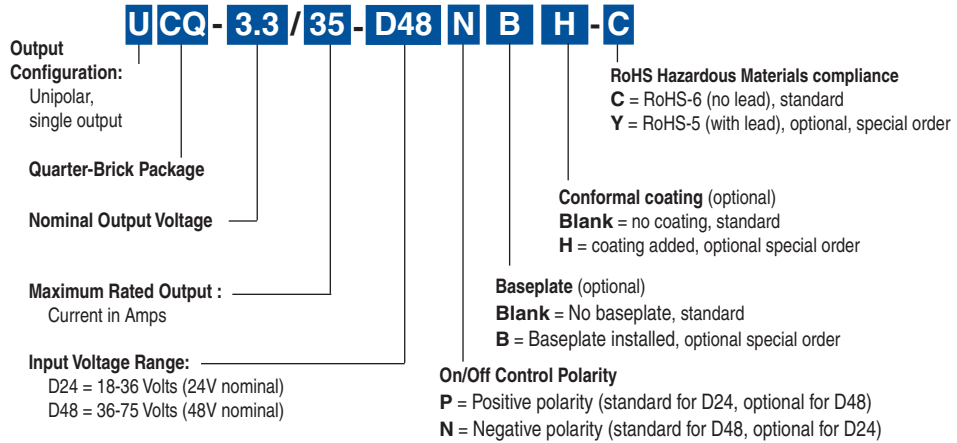 UCQ-3.3/35-D48NBH-C
Output
Configuration:
Unipolar,
single output
Quarter-Brick Package
Nominal Output Voltage
Maximum Rated Output :
Current in Amps
Input Voltage Range:
D24 = 18-36 Volts (24V nominal)
D48 = 36-75 Volts (48V nominal)
RoHS Hazardous Materials compliance
C = RoHS-6 (no lead), standard
Y = RoHS-5 (with lead), optional, special order
Conformal coating (optional)
Blank = no coating, standard
H = coating added, optional special order
Baseplate (optional)
Blank = No baseplate, standard
B = Baseplate installed, optional special order
On/Off Control Polarity
P = Positive polarity (standard for D24, optional for D48)
N = Negative polarity (standard for D48, optional for D24)